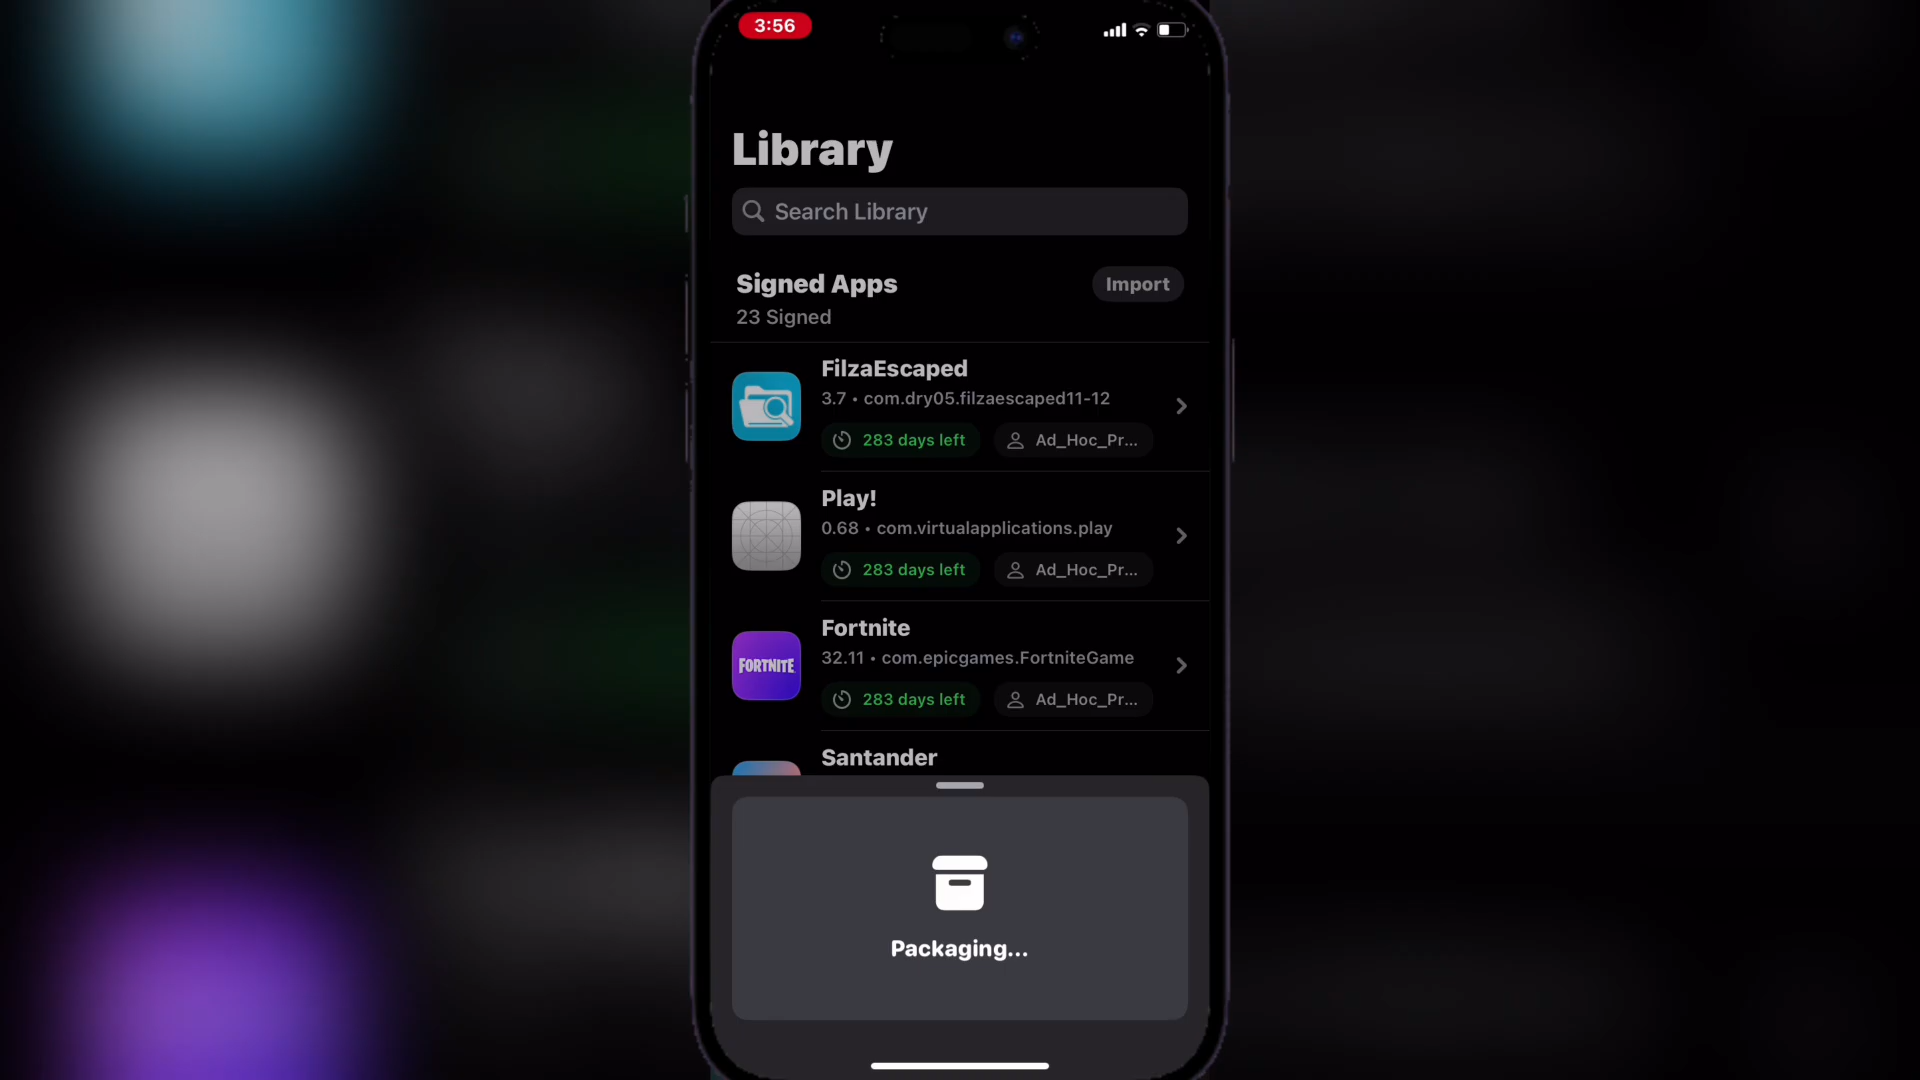 3:56
Library
Search Library
Signed Apps
Import
23 Signed
FilzaEscaped
3.7 • com.dry05.filzaescaped11-12
283 days left
Ad_Hoc_Pr...
Play!
0.68 • com.virtualapplications.play
283 days left
Ad_Hoc_Pr...
Fortnite
FORTNITE
32.11 • com.epicgames.FortniteGame
283 days left
Ad_Hoc_Pr...
Santander
Packaging...